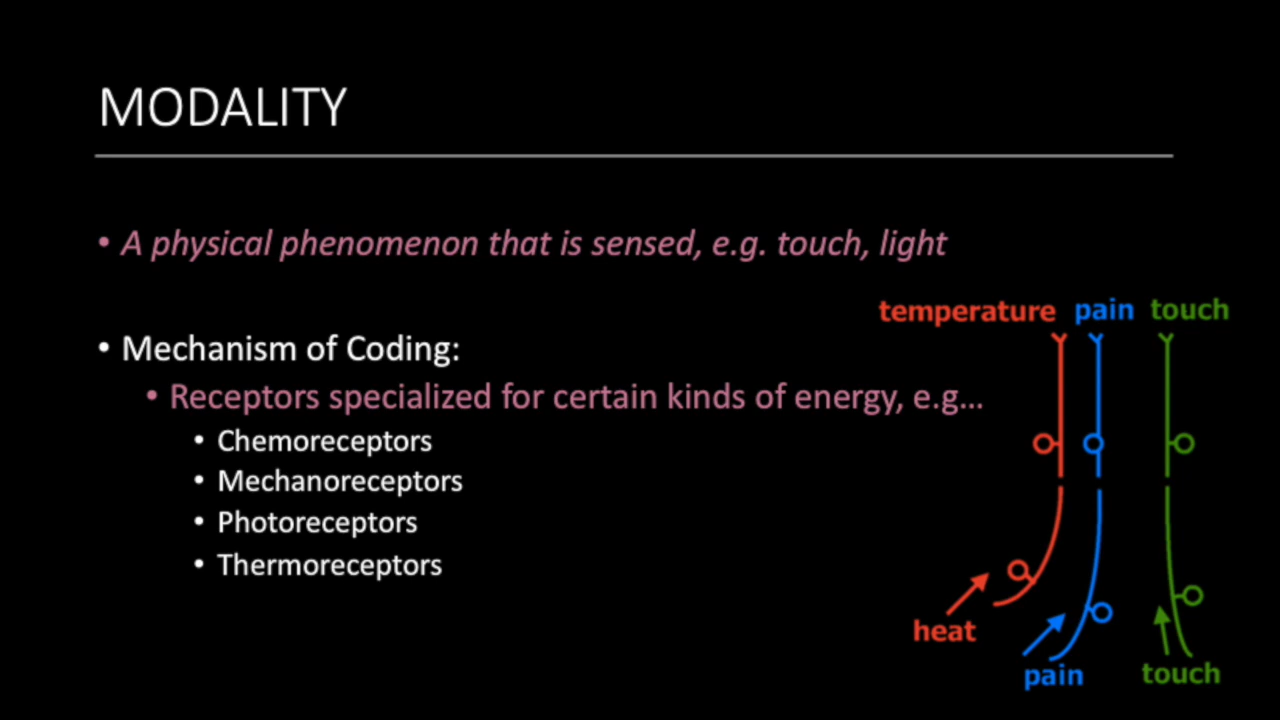 MODALITY
• A physical phenomenon that is sensed, e.g. touch, light
• Mechanism of Coding:
• Receptors specialized for certain kinds of energy, e.g...
• Chemoreceptors
• Mechanoreceptors
• Photoreceptors
• Thermoreceptors
temperature pain touch
heat
pain
touch